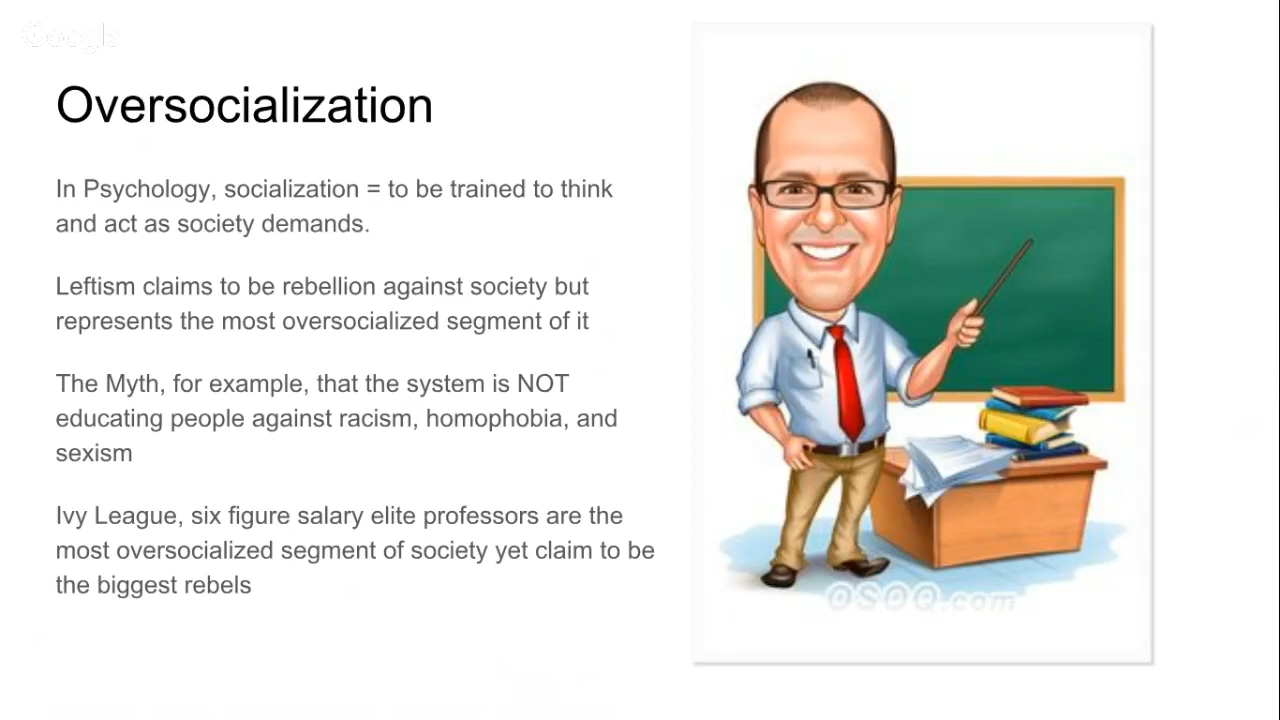 Google
Oversocialization
In Psychology, socialization = to be trained to think
and act as society demands.
Leftism claims to be rebellion against society but
represents the most oversocialized segment of it
The Myth, for example, that the system is NOT
educating people against racism, homophobia, and
sexism
Ivy League, six figure salary elite professors are the
most oversocialized segment of society yet claim to be
the biggest rebels
OSOQ.com